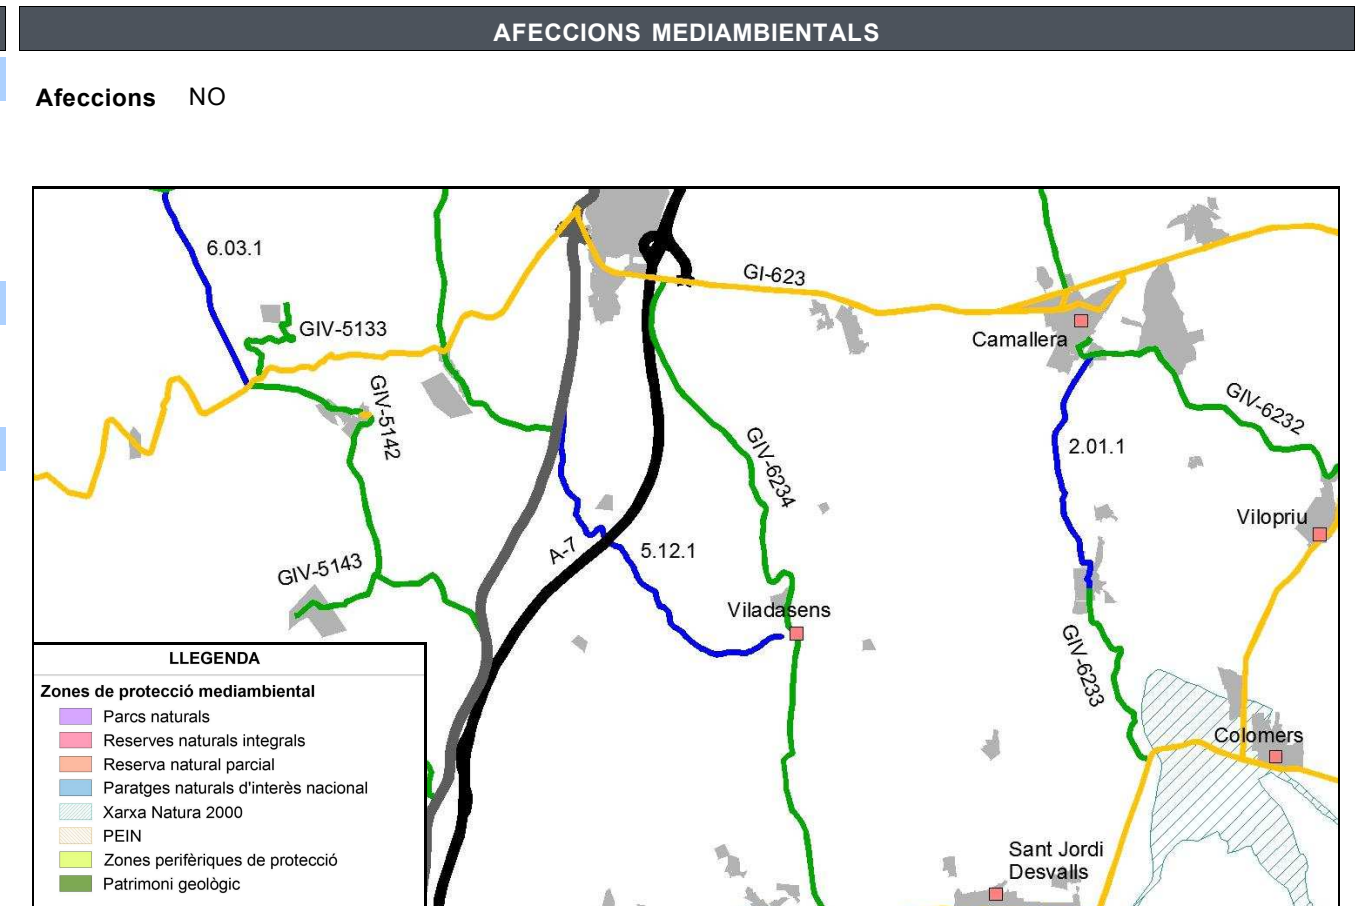 AFECCIONS MEDIAMBIENTALS
Afeccions NO
6.03.1
GI-623
GIV-5133
Camallera
GIV-5142
GIV-6232
GIV-6234
2.01.1
Vilopriu
A-7
5.12.1
GIV-5143
Viladasens
GIV-6233
Colomers
Sant Jordi
Desvalls
LLEGENDA
Zones de protecció mediambiental
Parcs naturals
Reserves naturals integrals
Reserva natural parcial
Paratges naturals d'interès nacional
Xarxa Natura 2000
PEIN
Zones perifèriques de protecció
Patrimoni geològic